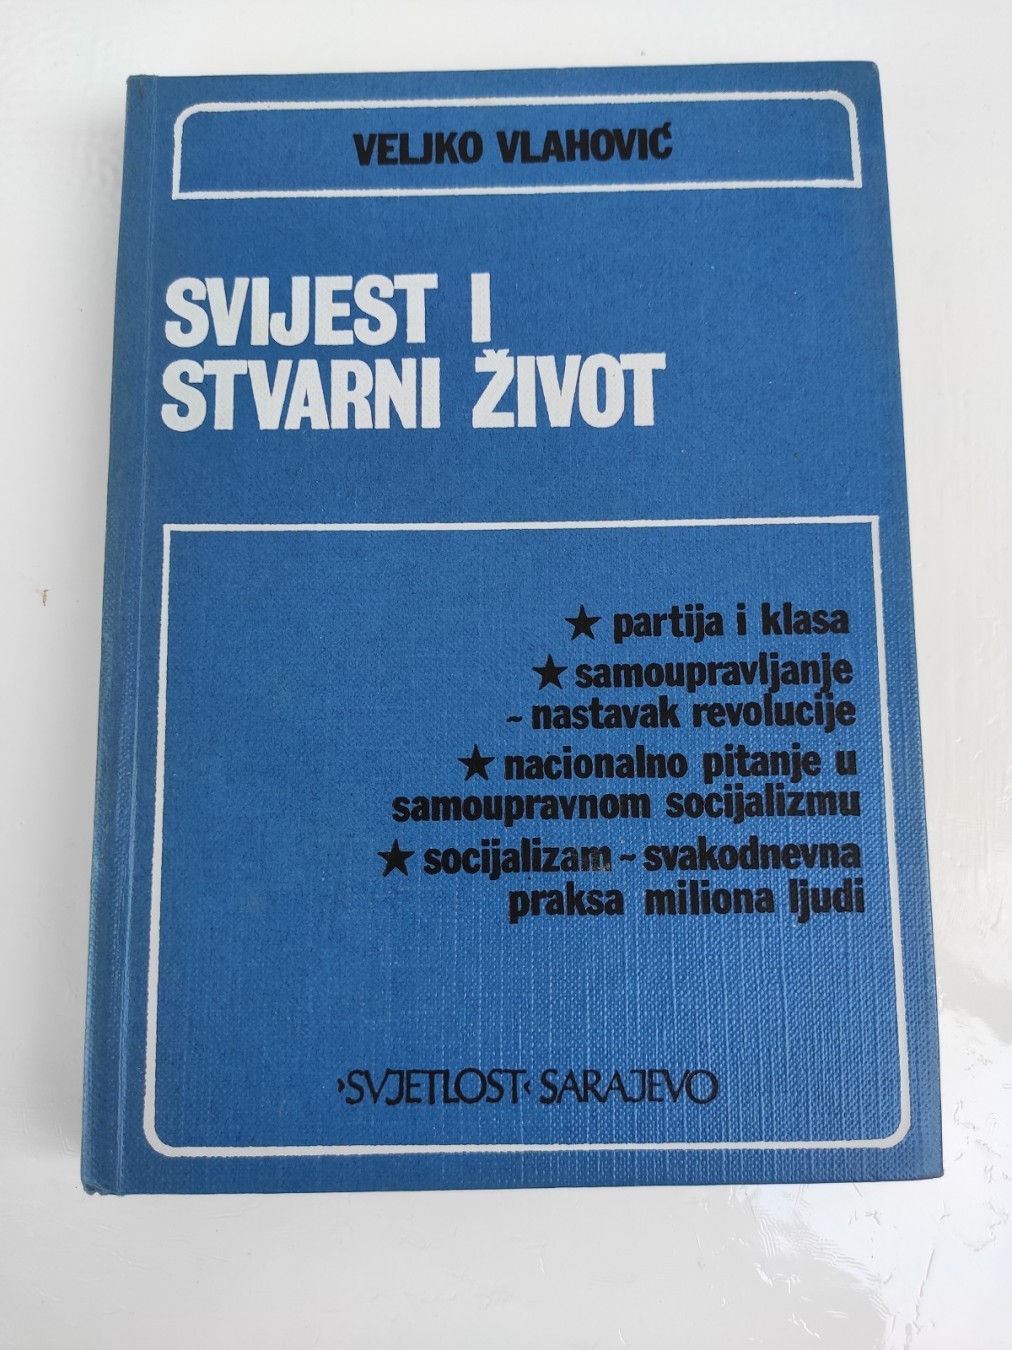 VELJKO VLAHOVIĆ
SVIJEST I
STVARNI ŽIVOT
★ partija i klasa
★ samoupravljanje
~ nastavak revolucije
★ nacionalno pitanje u
samoupravnom socijalizmu
★ socijalizam ~ svakodnevna
praksa miliona ljudi
›SVJETLOST‹ SARAJEVO